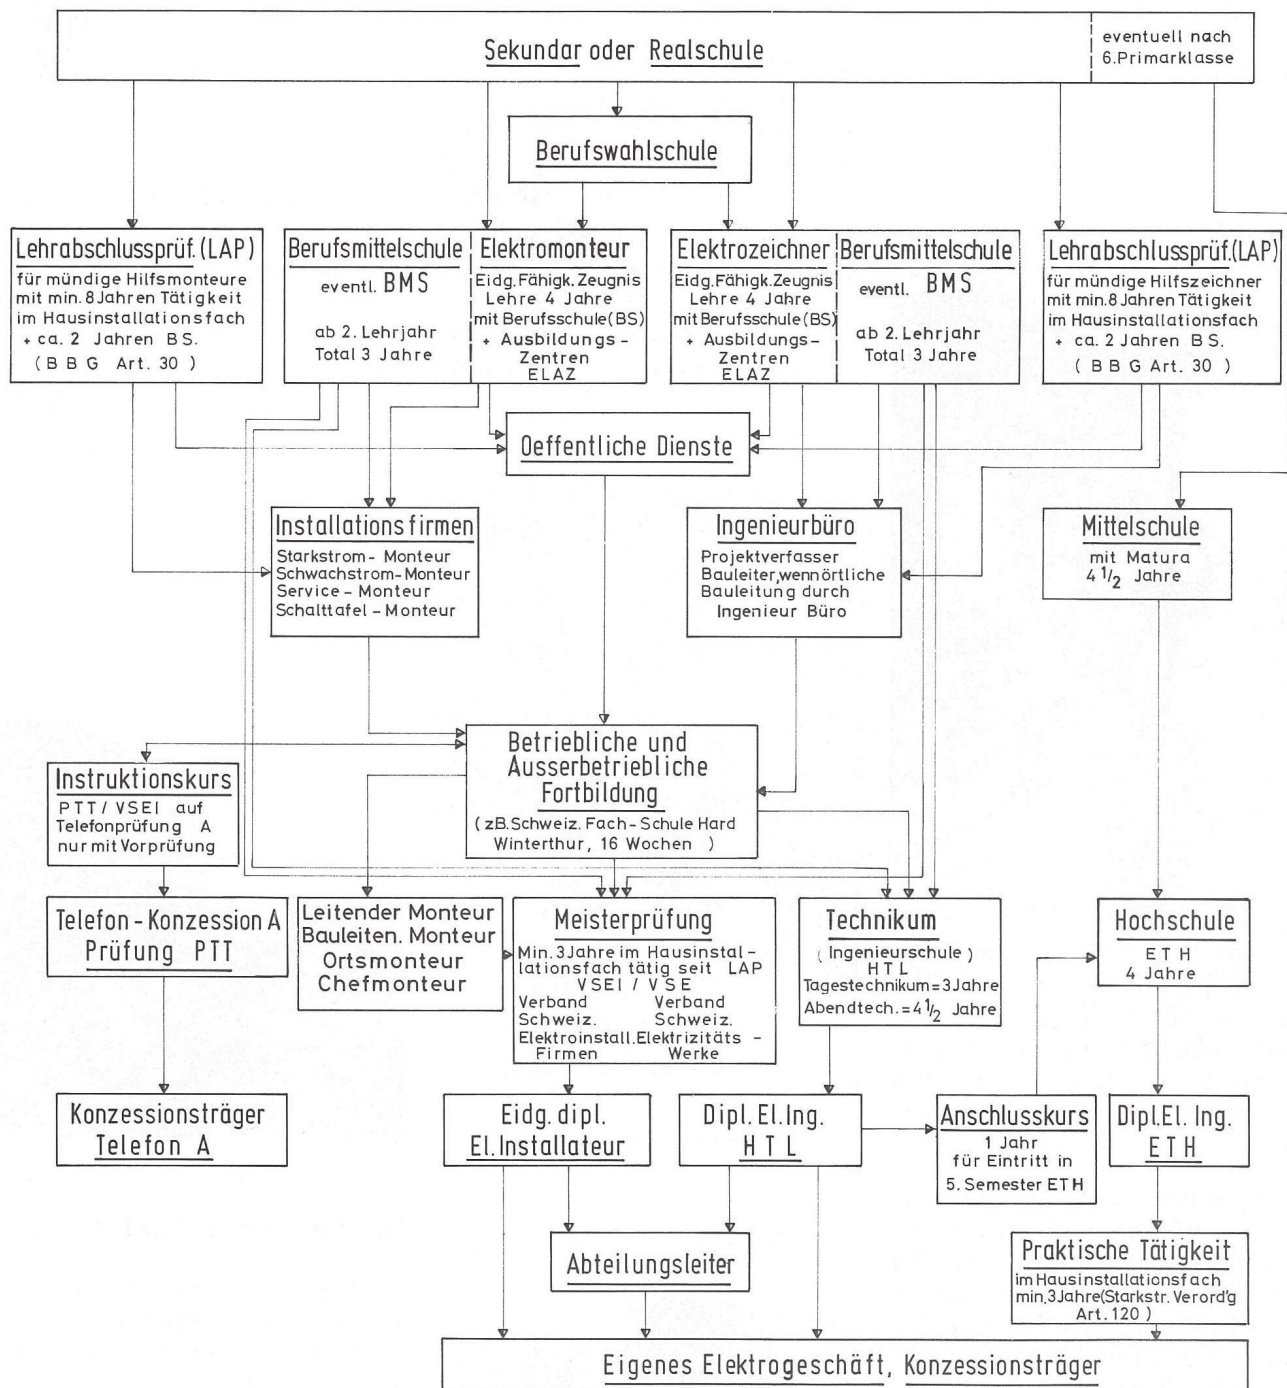 Sekundar oder Realschule
eventuell nach
6.Primarklasse
Berufswahlschule
Lehrabschlussprüf.(LAP)
für mündige Hilfsmonteure
mit min. 8 Jahren Tätigkeit
im Hausinstallationsfach
+ ca. 2 Jahren BS.
(BBG Art. 30)
Berufsmittelschule
eventl. BMS
ab 2. Lehrjahr
Total 3 Jahre
Elektromonteur
Eidg. Fähigk. Zeugnis
Lehre 4 Jahre
mit Berufsschule (BS)
+ Ausbildungs-
Zentren
ELAZ
Elektrozeichner
Eidg. Fähigk. Zeugnis
Lehre 4 Jahre
mit Berufsschule (BS)
+ Ausbildungs-
Zentren
ELAZ
Berufsmittelschule
eventl. BMS
ab 2. Lehrjahr
Total 3 Jahre
Lehrabschlussprüf.(LAP)
für mündige Hilfszeichner
mit min. 8 Jahren Tätigkeit
im Hausinstallationsfach
+ ca. 2 Jahren BS.
(BBG Art. 30)
Oeffentliche Dienste
Installationsfirmen
Starkstrom-Monteur
Schwachstrom-Monteur
Service-Monteur
Schalttafel-Monteur
Ingenieurbüro
Projektverfasser
Bauleiter, wenn örtliche
Bauleitung durch
Ingenieur Büro
Mittelschule
mit Matura
4 1/2 Jahre
Betriebliche und
Ausserbetriebliche
Fortbildung
(zB. Schweiz. Fach-Schule Hard
Winterthur, 16 Wochen)
Instruktionskurs
PTT / VSEI auf
Telefonprüfung A
nur mit Vorprüfung
Telefon-Konzession A
Prüfung PTT
Leitender Monteur
Bauleiten. Monteur
Ortsmonteur
Chefmonteur
Meisterprüfung
Min. 3 Jahre im Hausinstal-
lationsfach tätig seit LAP
VSEI / VSE
Verband Verband
Schweiz. Schweiz.
Elektroinstall. Elektrizitäts-
Firmen Werke
Technikum
(Ingenieurschule)
HTL
Tagestechnikum = 3 Jahre
Abendtech. = 4 1/2 Jahre
Hochschule
ETH
4 Jahre
Konzessionsträger
Telefon A
Eidg. dipl.
El. Installateur
Dipl. El. Ing.
HTL
Anschlusskurs
1 Jahr
für Eintritt in
5. Semester ETH
Dipl. El. Ing.
ETH
Abteilungsleiter
Praktische Tätigkeit
im Hausinstallationsfach
min. 3 Jahre (Starkstr. Verord'g
Art. 120)
Eigenes Elektrogeschäft, Konzessionsträger